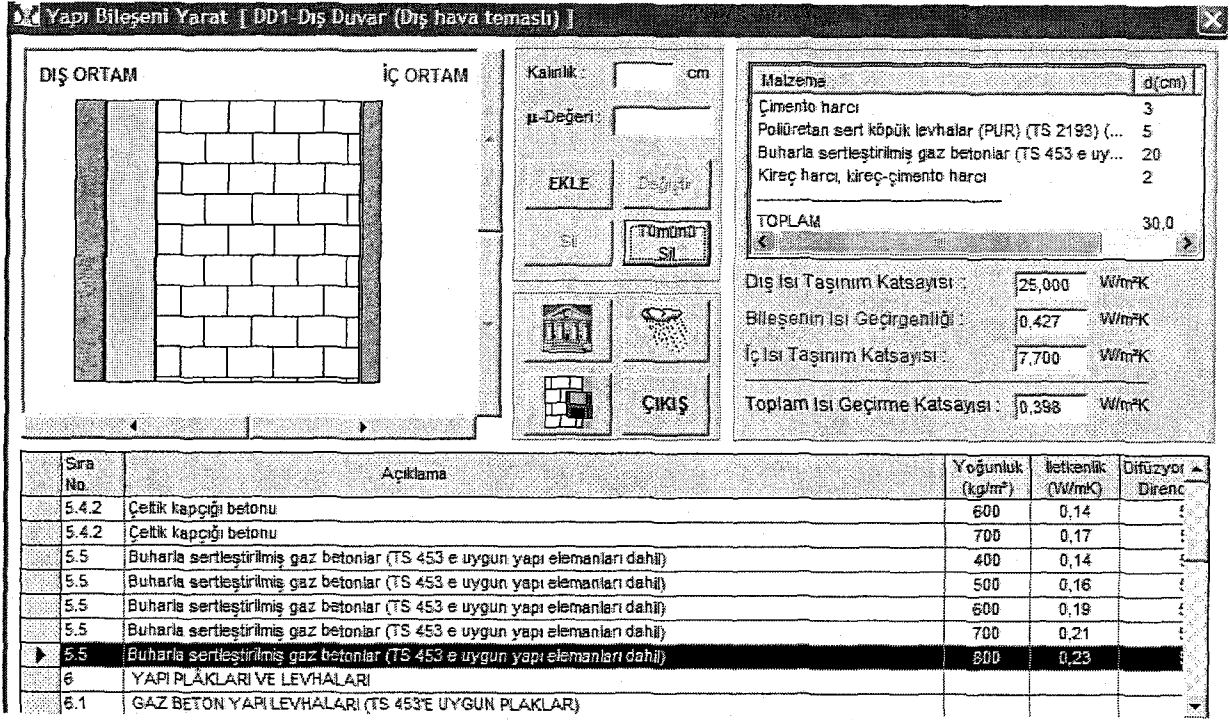 Yapı Bileşeni Yarat [ DD1-Dış Duvar (Dış hava temaslı) ]
DIŞ ORTAM İÇ ORTAM
Kalınlık : cm
µ-Değeri :
EKLE Değiştir
Sil Tümünü Sil
ÇIKIŞ
Malzeme d(cm)
Çimento harcı 3
Poliüretan sert köpük levhalar (PUR) (TS 2193) (... 5
Buharla sertleştirilmiş gaz betonlar (TS 453 e uy... 20
Kireç harcı, kireç-çimento harcı 2
TOPLAM 30,0
Dış Isı Taşınım Katsayısı : 25,000 W/m²K
Bileşenin Isı Geçirgenliği : 0,427 W/m²K
İç Isı Taşınım Katsayısı : 7,700 W/m²K
Toplam Isı Geçirme Katsayısı : 0,398 W/m²K
Sıra No. Açıklama Yoğunluk (kg/m³) İletkenlik (W/mK) Difüzyon Direnc
5.4.2 Çeltik kapçığı betonu 600 0,14
5.4.2 Çeltik kapçığı betonu 700 0,17
5.5 Buharla sertleştirilmiş gaz betonlar (TS 453 e uygun yapı elemanları dahil) 400 0,14
5.5 Buharla sertleştirilmiş gaz betonlar (TS 453 e uygun yapı elemanları dahil) 500 0,16
5.5 Buharla sertleştirilmiş gaz betonlar (TS 453 e uygun yapı elemanları dahil) 600 0,19
5.5 Buharla sertleştirilmiş gaz betonlar (TS 453 e uygun yapı elemanları dahil) 700 0,21
5.5 Buharla sertleştirilmiş gaz betonlar (TS 453 e uygun yapı elemanları dahil) 800 0,23
6 YAPI PLÂKLARI VE LEVHALARI
6.1 GAZ BETON YAPI LEVHALARI (TS 453'E UYGUN PLAKLAR)